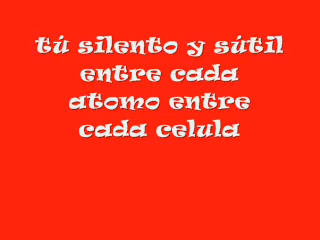 tú silento y sútil
entre cada
atomo entre
cada celula